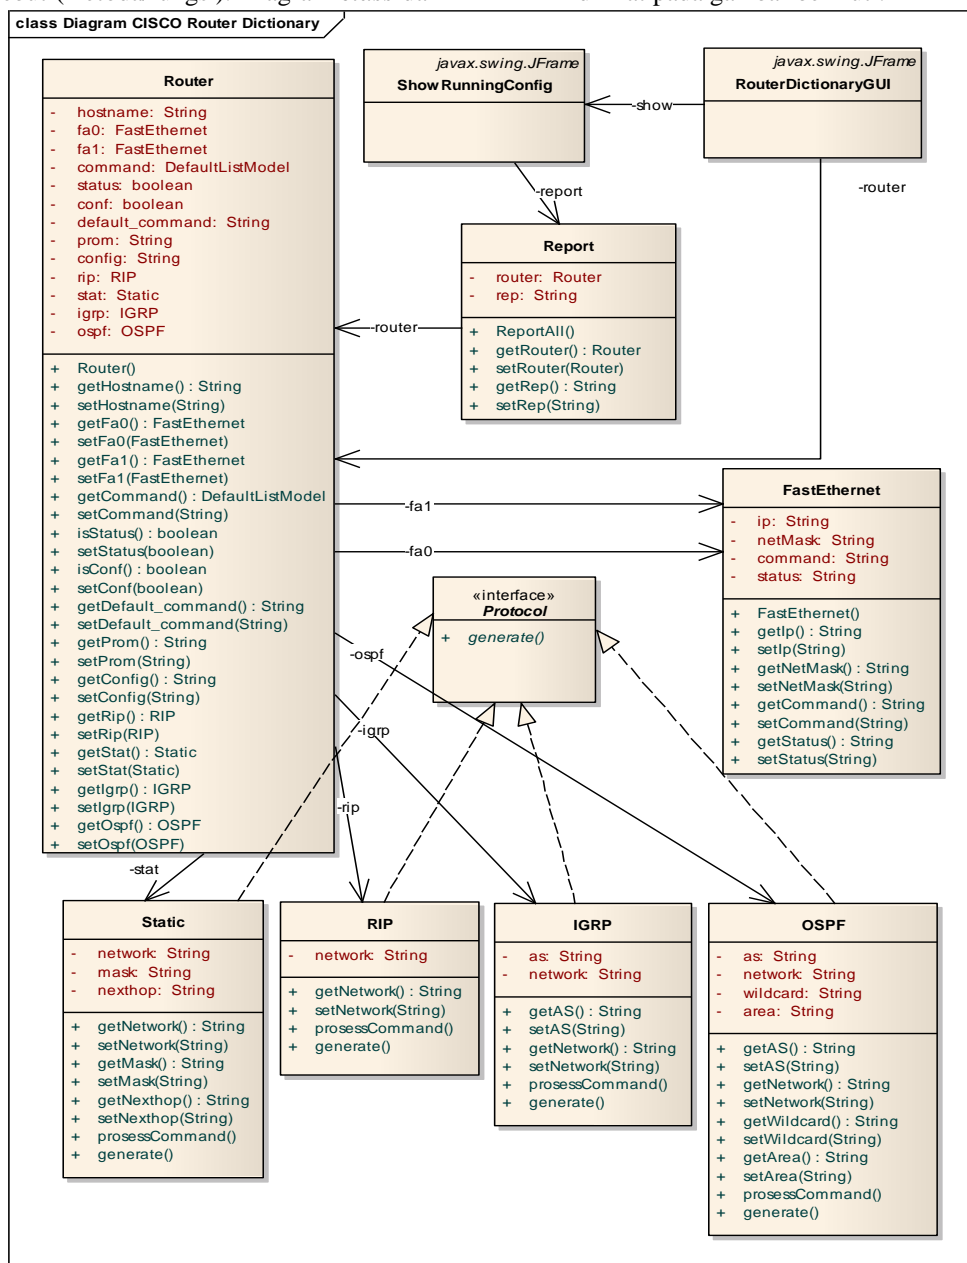 class Diagram CISCO Router Dictionary
Router
- hostname: String
- fa0: FastEthernet
- fa1: FastEthernet
- command: DefaultListModel
- status: boolean
- conf: boolean
- default_command: String
- prom: String
- config: String
- rip: RIP
- stat: Static
- igrp: IGRP
- ospf: OSPF
+ Router()
+ getHostname() : String
+ setHostname(String)
+ getFa0() : FastEthernet
+ setFa0(FastEthernet)
+ getFa1() : FastEthernet
+ setFa1(FastEthernet)
+ getCommand() : DefaultListModel
+ setCommand(String)
+ isStatus() : boolean
+ setStatus(boolean)
+ isConf() : boolean
+ setConf(boolean)
+ getDefault_command() : String
+ setDefault_command(String)
+ getProm() : String
+ setProm(String)
+ getConfig() : String
+ setConfig(String)
+ getRip() : RIP
+ setRip(RIP)
+ getStat() : Static
+ setStat(Static)
+ getIgrp() : IGRP
+ setIgrp(IGRP)
+ getOspf() : OSPF
+ setOspf(OSPF)
javax.swing.JFrame
Show RunningConfig
-show
javax.swing.JFrame
RouterDictionaryGUI
-report
-router
Report
- router: Router
- rep: String
+ ReportAll()
+ getRouter() : Router
+ setRouter(Router)
+ getRep() : String
+ setRep(String)
-router
-fa1
-fa0
FastEthernet
- ip: String
- netMask: String
- command: String
- status: String
+ FastEthernet()
+ getIp() : String
+ setIp(String)
+ getNetMask() : String
+ setNetMask(String)
+ getCommand() : String
+ setCommand(String)
+ getStatus() : String
+ setStatus(String)
«interface»
Protocol
+ generate()
-ospf
-igrp
-rip
-stat
Static
- network: String
- mask: String
- nexthop: String
+ getNetwork() : String
+ setNetwork(String)
+ getMask() : String
+ setMask(String)
+ getNexthop() : String
+ setNexthop(String)
+ prosessCommand()
+ generate()
RIP
- network: String
+ getNetwork() : String
+ setNetwork(String)
+ prosessCommand()
+ generate()
IGRP
- as: String
- network: String
+ getAS() : String
+ setAS(String)
+ getNetwork() : String
+ setNetwork(String)
+ prosessCommand()
+ generate()
OSPF
- as: String
- network: String
- wildcard: String
- area: String
+ getAS() : String
+ setAS(String)
+ getNetwork() : String
+ setNetwork(String)
+ getWildcard() : String
+ setWildcard(String)
+ getArea() : String
+ setArea(String)
+ prosessCommand()
+ generate()